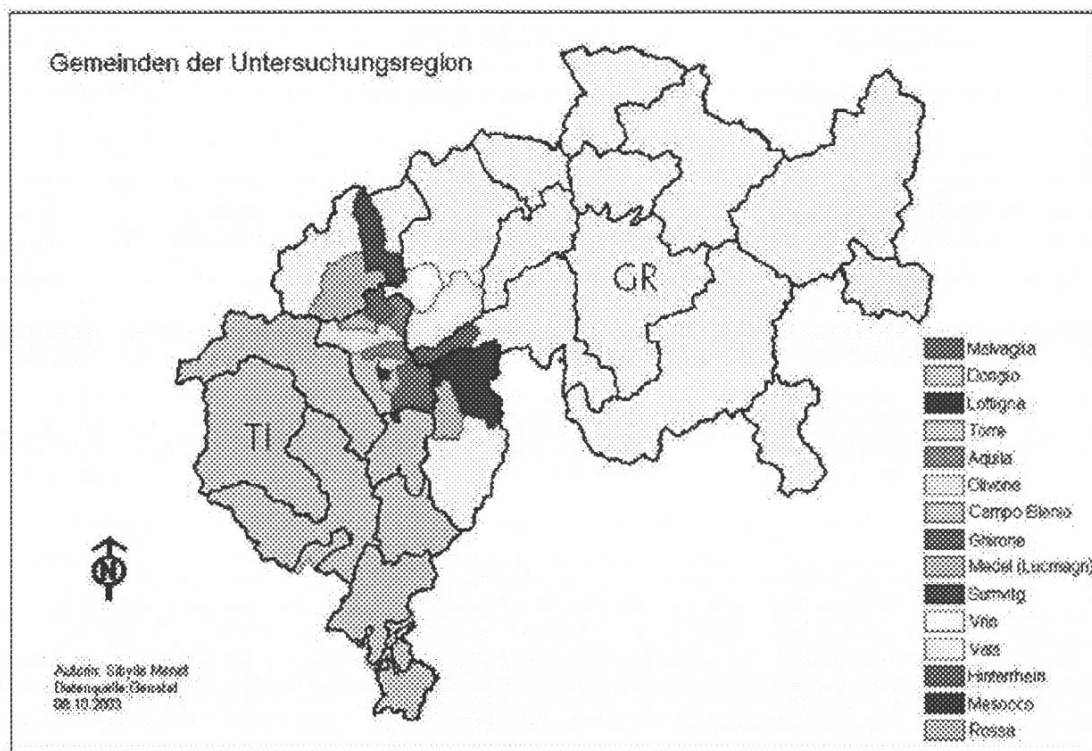 Gemeinden der Untersuchungsregion
GR
TI
N
Malvaglia
Dongio
Lottigna
Torre
Aquila
Olivone
Campo Blenio
Ghirone
Medel (Lucmagn)
Sumvitg
Vrin
Vals
Hinterrhein
Mesocco
Rossa
Autorin: Sibylle
Datenquelle:Geostat
08.10.2003